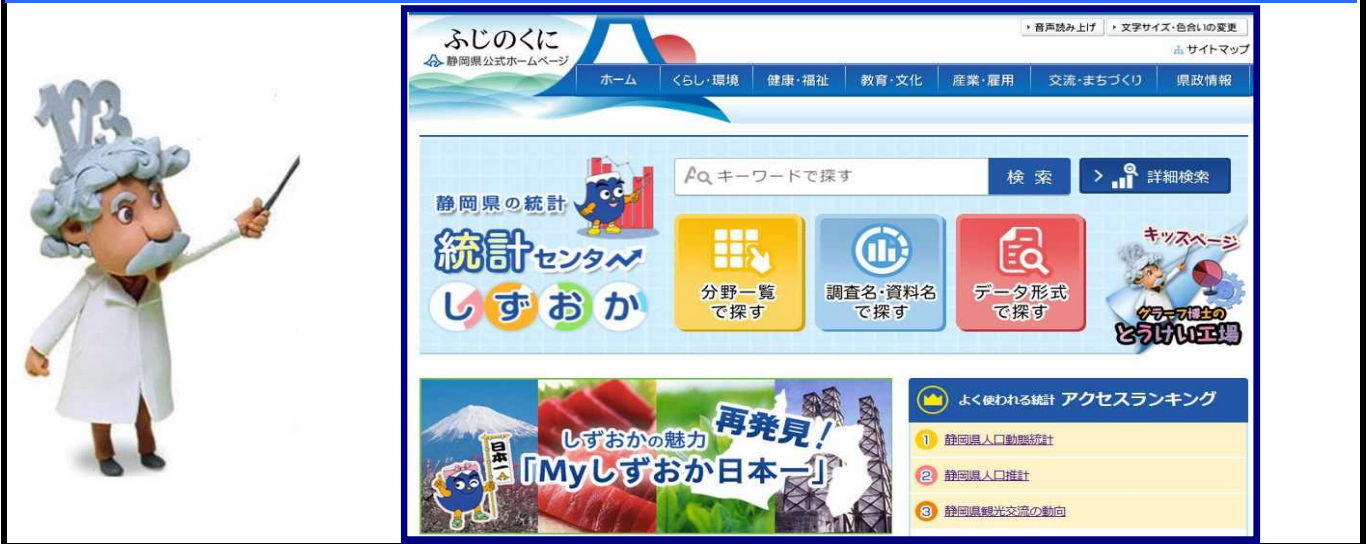 123
ふじのくに
静岡県公式ホームページ
音声読み上げ
文字サイズ・色合いの変更
サイトマップ
ホーム
くらし・環境
健康・福祉
教育・文化
産業・雇用
交流・まちづくり
県政情報
静岡県の統計
統計センター
しずおか
キーワードで探す
検 索
詳細検索
分野一覧
で探す
調査名・資料名
で探す
データ形式
で探す
キッズページ
グラーフ博士の
とうけい工場
日本一
しずおかの魅力
再発見!
「Myしずおか日本一」
よく使われる統計 アクセスランキング
1 静岡県人口動態統計
2 静岡県人口推計
3 静岡県観光交流の動向